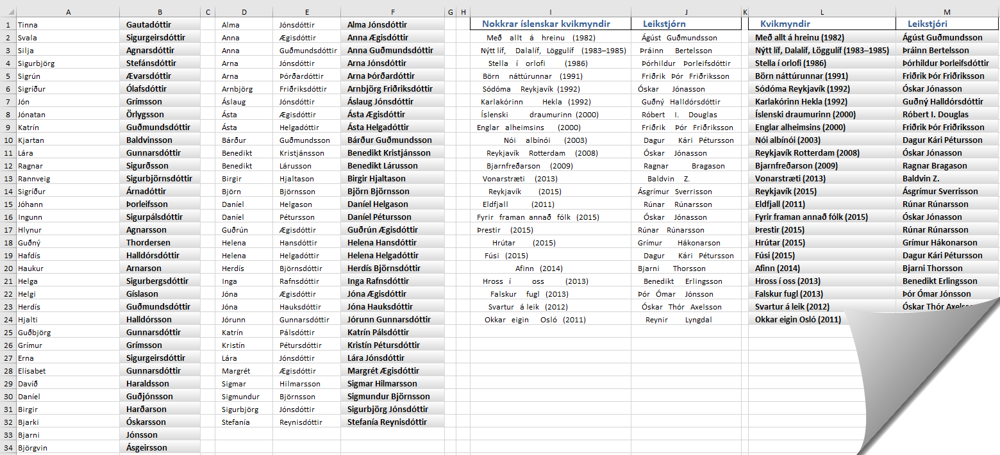 A B C D E F G H I J K L M
1 Tinna Gautadóttir Alma Jónsdóttir Alma Jónsdóttir Nokkrar íslenskar kvikmyndir Leikstjórn Kvikmyndir Leikstjóri
2 Svala Sigurgeirsdóttir Anna Ægisdóttir Anna Ægisdóttir Með allt á hreinu (1982) Ágúst Guðmundsson Með allt á hreinu (1982) Ágúst Guðmundsson
3 Silja Agnarsdóttir Anna Guðmundsdóttir Anna Guðmundsdóttir Nýtt líf, Dalalíf, Löggulíf (1983–1985) Þráinn Bertelsson Nýtt líf, Dalalíf, Löggulíf (1983–1985) Þráinn Bertelsson
4 Sigurbjörg Stefánsdóttir Arna Jónsdóttir Arna Jónsdóttir Stella í orlofi (1986) Þórhildur Þorleifsdóttir Stella í orlofi (1986) Þórhildur Þorleifsdóttir
5 Sigrún Ævarsdóttir Arna Þórðardóttir Arna Þórðardóttir Börn náttúrunnar (1991) Friðrik Þór Friðriksson Börn náttúrunnar (1991) Friðrik Þór Friðriksson
6 Sigríður Ólafsdóttir Arnbjörg Friðriksdóttir Arnbjörg Friðriksdóttir Sódóma Reykjavík (1992) Óskar Jónasson Sódóma Reykjavík (1992) Óskar Jónasson
7 Jón Grímsson Áslaug Jónsdóttir Áslaug Jónsdóttir Karlakórinn Hekla (1992) Guðný Halldórsdóttir Karlakórinn Hekla (1992) Guðný Halldórsdóttir
8 Jónatan Örlygsson Ásta Ægisdóttir Ásta Ægisdóttir Íslenski draumurinn (2000) Róbert I. Douglas Íslenski draumurinn (2000) Róbert I. Douglas
9 Katrín Guðmundsdóttir Ásta Helgadóttir Ásta Helgadóttir Englar alheimsins (2000) Friðrik Þór Friðriksson Englar alheimsins (2000) Friðrik Þór Friðriksson
10 Kjartan Baldvinsson Bárður Guðmundsson Bárður Guðmundsson Nói albínói (2003) Dagur Kári Pétursson Nói albínói (2003) Dagur Kári Pétursson
11 Lára Gunnarsdóttir Benedikt Kristjánsson Benedikt Kristjánsson Reykjavík Rotterdam (2008) Óskar Jónasson Reykjavík Rotterdam (2008) Óskar Jónasson
12 Ragnar Sigurðsson Benedikt Lárusson Benedikt Lárusson Bjarnfreðarson (2009) Ragnar Bragason Bjarnfreðarson (2009) Ragnar Bragason
13 Rannveig Sigurbjörnsdóttir Birgir Hjaltason Birgir Hjaltason Vonarstræti (2013) Baldvin Z. Vonarstræti (2013) Baldvin Z.
14 Sigríður Árnadóttir Björn Björnsson Björn Björnsson Reykjavík (2015) Ásgrímur Sverrisson Reykjavík (2015) Ásgrímur Sverrisson
15 Jóhann Þorleifsson Daníel Helgason Daníel Helgason Eldfjall (2011) Rúnar Rúnarsson Eldfjall (2011) Rúnar Rúnarsson
16 Ingunn Sigurpálsdóttir Daníel Pétursson Daníel Pétursson Fyrir framan annað fólk (2015) Óskar Jónasson Fyrir framan annað fólk (2015) Óskar Jónasson
17 Hlynur Agnarsson Guðrún Ægisdóttir Guðrún Ægisdóttir Þrestir (2015) Rúnar Rúnarsson Þrestir (2015) Rúnar Rúnarsson
18 Guðný Thordersen Helena Hansdóttir Helena Hansdóttir Hrútar (2015) Grímur Hákonarson Hrútar (2015) Grímur Hákonarson
19 Hafdís Halldórsdóttir Helena Helgadóttir Helena Helgadóttir Fúsi (2015) Dagur Kári Pétursson Fúsi (2015) Dagur Kári Pétursson
20 Haukur Arnarson Herdís Björnsdóttir Herdís Björnsdóttir Afinn (2014) Bjarni Thorsson Afinn (2014) Bjarni Thorsson
21 Helga Sigurbergsdóttir Inga Rafnsdóttir Inga Rafnsdóttir Hross í oss (2013) Benedikt Erlingsson Hross í oss (2013) Benedikt Erlingsson
22 Helgi Gíslason Jóna Ægisdóttir Jóna Ægisdóttir Falskur fugl (2013) Þór Ómar Jónsson Falskur fugl (2013) Þór Ómar Jónsson
23 Herdís Guðmundsdóttir Jóna Hauksdóttir Jóna Hauksdóttir Svartur á leik (2012) Óskar Thór Axelsson Svartur á leik (2012) Óskar Thór
24 Hjalti Halldórsson Jórunn Gunnarsdóttir Jórunn Gunnarsdóttir Okkar eigin Osló (2011) Reynir Lyngdal Okkar eigin Osló (2011)
25 Guðbjörg Gunnarsdóttir Katrín Pálsdóttir Katrín Pálsdóttir
26 Grímur Grímsson Kristín Pétursdóttir Kristín Pétursdóttir
27 Erna Sigurgeirsdóttir Lára Jónsdóttir Lára Jónsdóttir
28 Elísabet Gunnarsdóttir Margrét Ægisdóttir Margrét Ægisdóttir
29 Davíð Haraldsson Sigmar Hilmarsson Sigmar Hilmarsson
30 Daníel Guðjónsson Sigmundur Björnsson Sigmundur Björnsson
31 Birgir Harðarson Sigurbjörg Jónsdóttir Sigurbjörg Jónsdóttir
32 Bjarki Óskarsson Stefanía Reynisdóttir Stefanía Reynisdóttir
33 Bjarni Jónsson
34 Björgvin Ásgeirsson